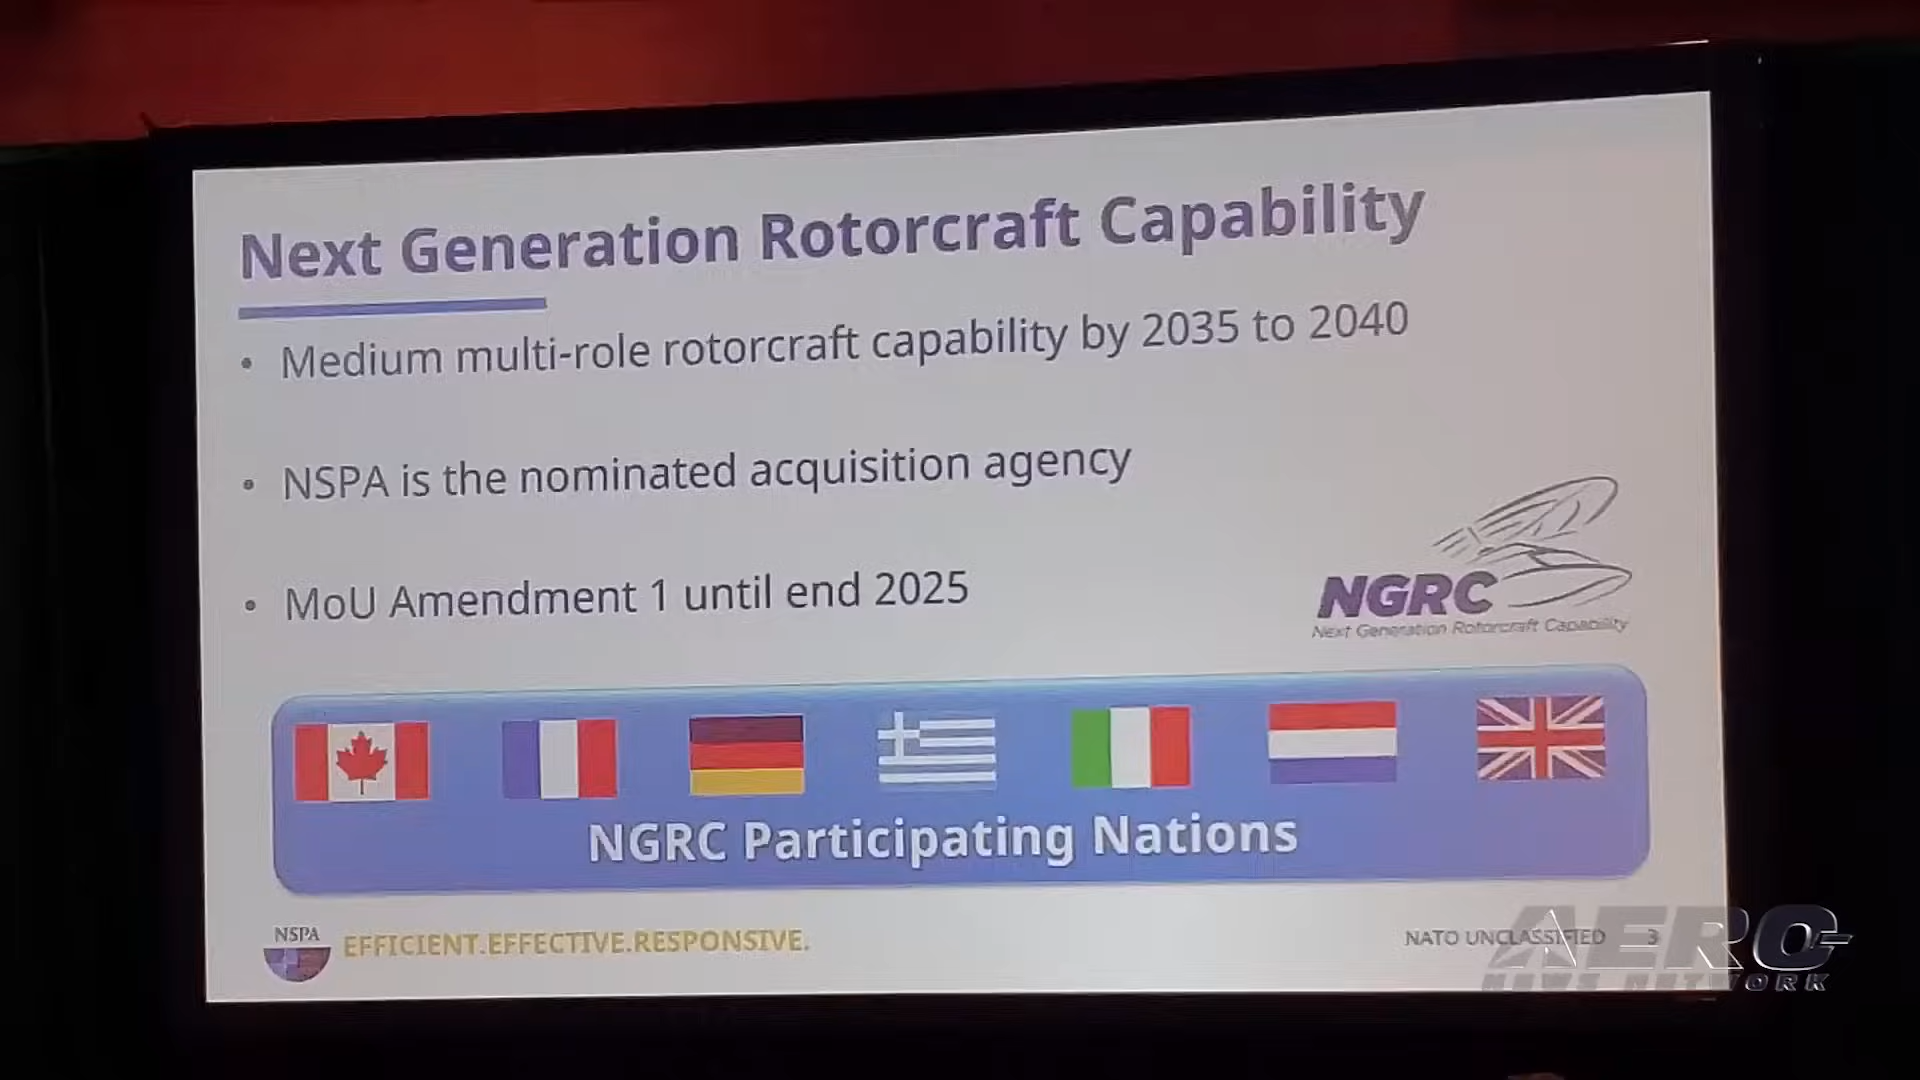 Next Generation Rotorcraft Capability
• Medium multi-role rotorcraft capability by 2035 to 2040
• NSPA is the nominated acquisition agency
• MoU Amendment 1 until end 2025
NGRC
Next Generation Rotorcraft Capability
NGRC Participating Nations
NSPA
EFFICIENT.EFFECTIVE.RESPONSIVE.
NATO UNCLASSIFIED 3
AERO-
NETWORK